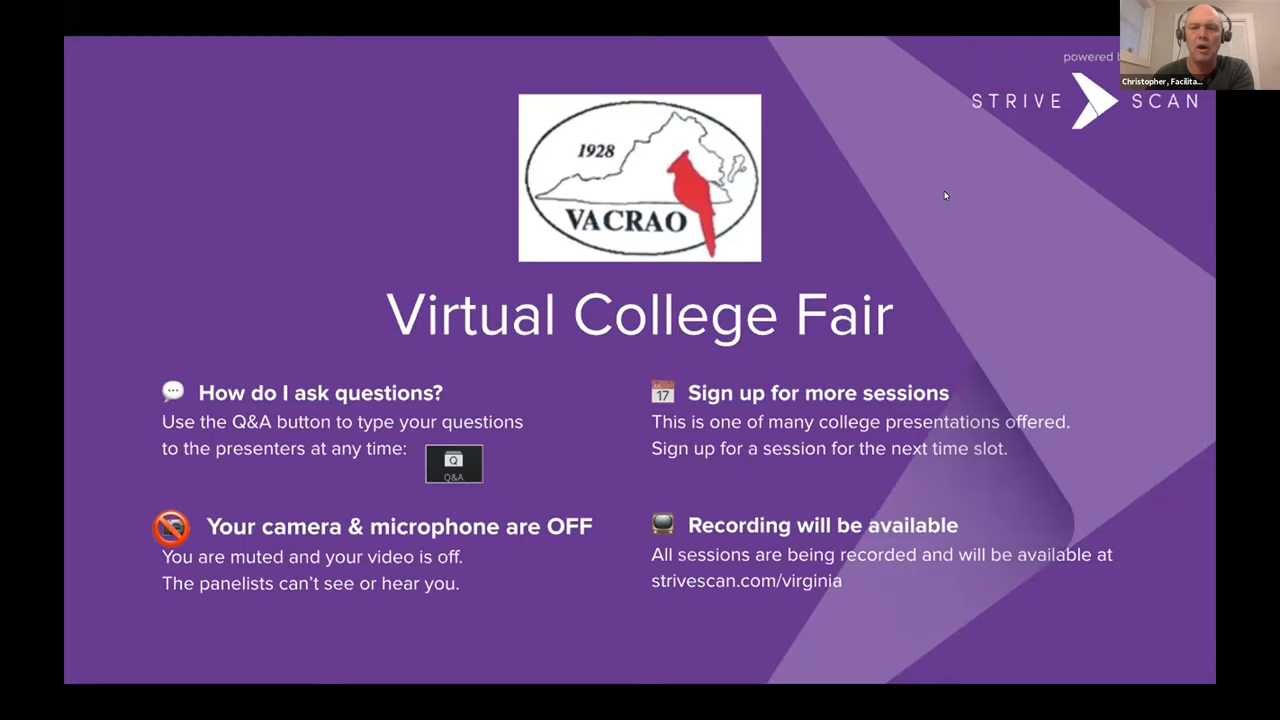 powered b
Christopher, Facilita...
STRIVE SCAN
1928
VACRAO
Virtual College Fair
How do I ask questions?
Use the Q&A button to type your questions
to the presenters at any time:
Q
Q&A
Your camera & microphone are OFF
You are muted and your video is off.
The panelists can't see or hear you.
17
Sign up for more sessions
This is one of many college presentations offered.
Sign up for a session for the next time slot.
Recording will be available
All sessions are being recorded and will be available at
strivescan.com/virginia